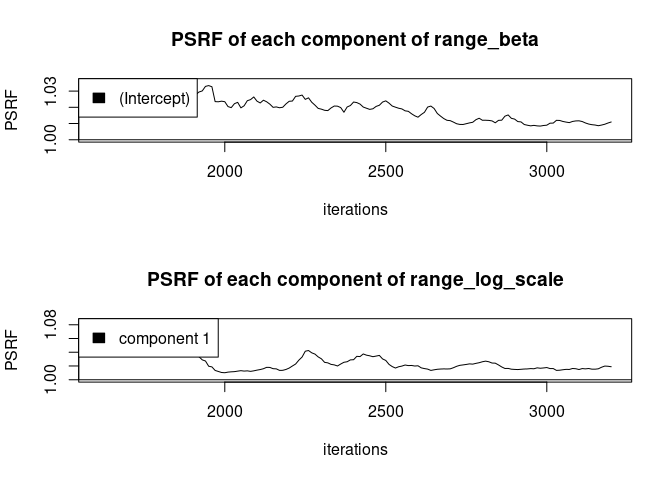 PSRF of each component of range_beta
PSRF
1.03
1.00
(Intercept)
2000
2500
3000
iterations
PSRF of each component of range_log_scale
PSRF
1.08
1.00
component 1
2000
2500
3000
iterations